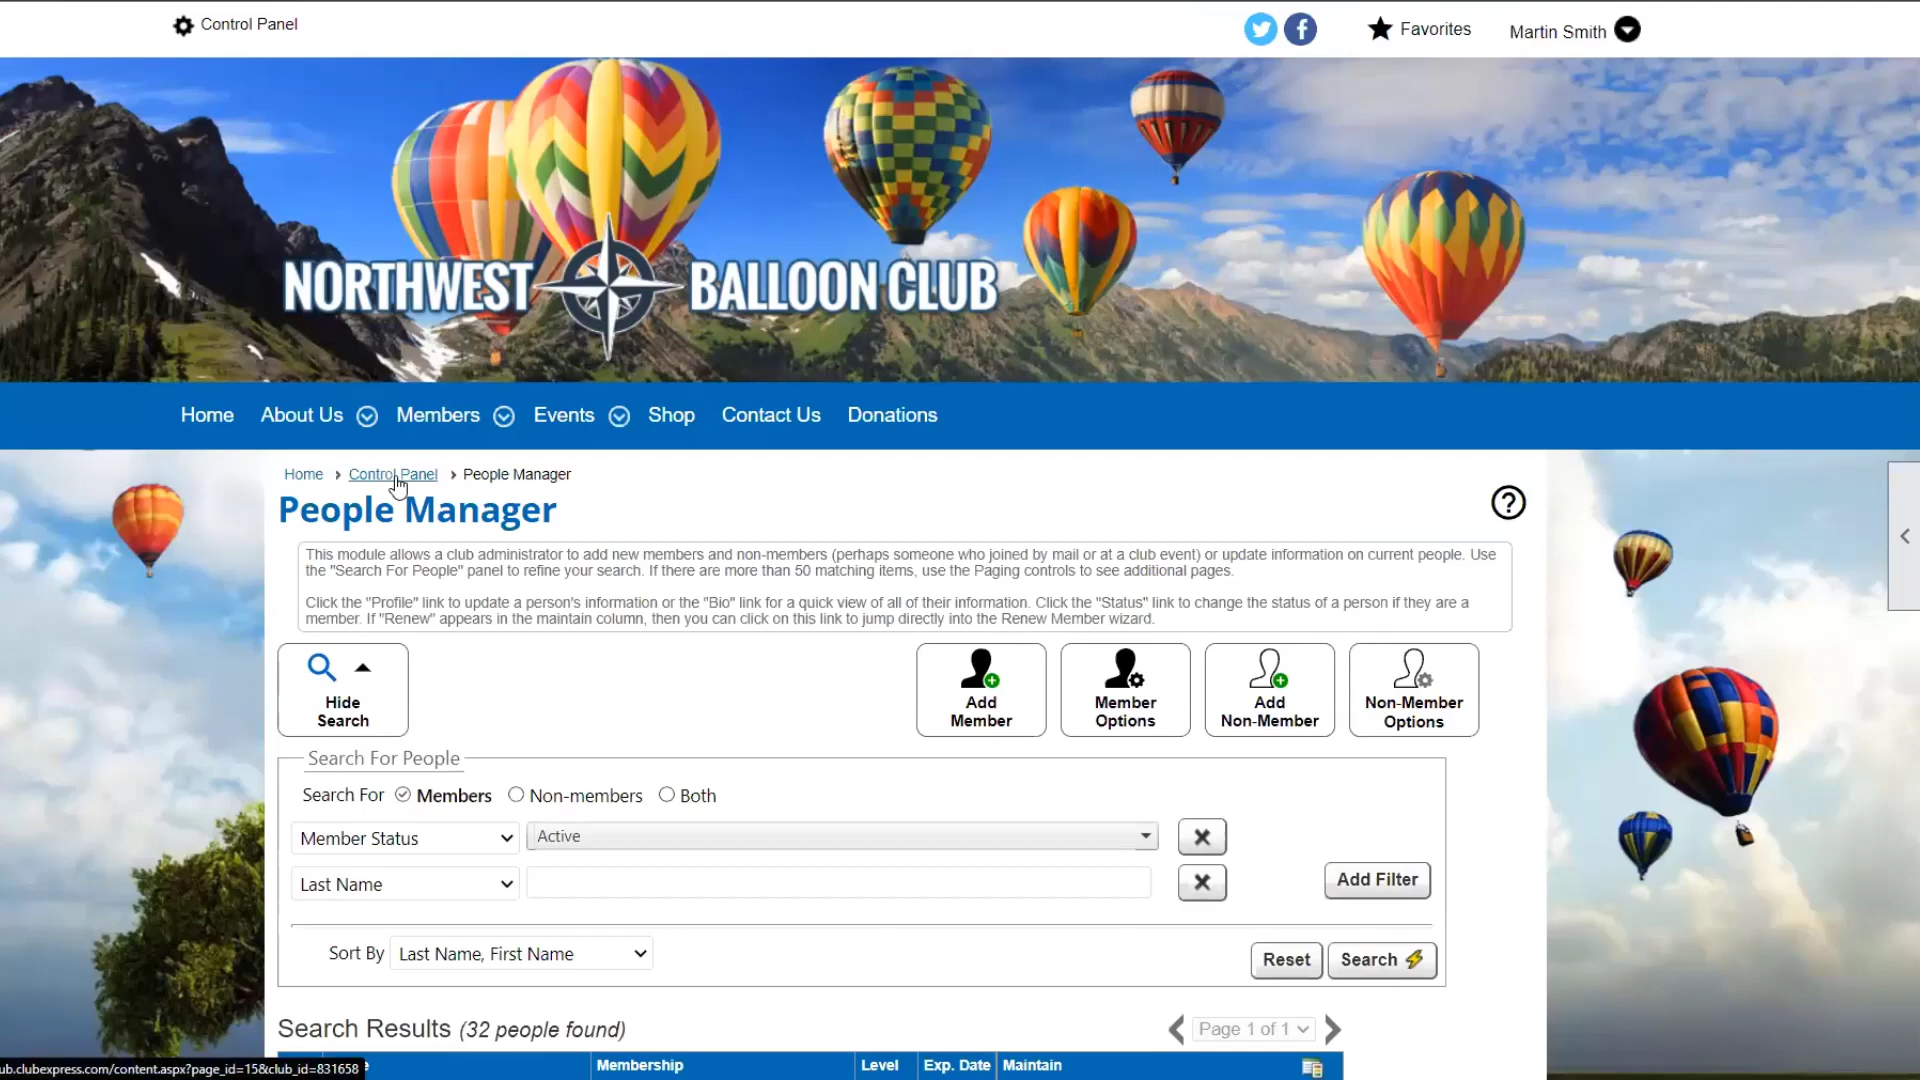 Control Panel
Favorites
Martin Smith
NORTHWEST BALLOON CLUB
Home About Us Members Events Shop Contact Us Donations
Home › Control Panel › People Manager
People Manager
This module allows a club administrator to add new members and non-members (perhaps someone who joined by mail or at a club event) or update information on current people. Use
the "Search For People" panel to refine your search. If there are more than 50 matching items, use the Paging controls to see additional pages.
Click the "Profile" link to update a person's information or the "Bio" link for a quick view of all of their information. Click the "Status" link to change the status of a person if they are a
member. If "Renew" appears in the maintain column, then you can click on this link to jump directly into the Renew Member wizard.
Hide
Search
Add
Member
Member
Options
Add
Non-Member
Non-Member
Options
Search For People
Search For Members Non-members Both
Member Status Active
Last Name
Add Filter
Sort By Last Name, First Name
Reset Search
Search Results (32 people found)
Page 1 of 1
Membership Level Exp. Date Maintain
ub.clubexpress.com/content.aspx?page_id=15&club_id=831658